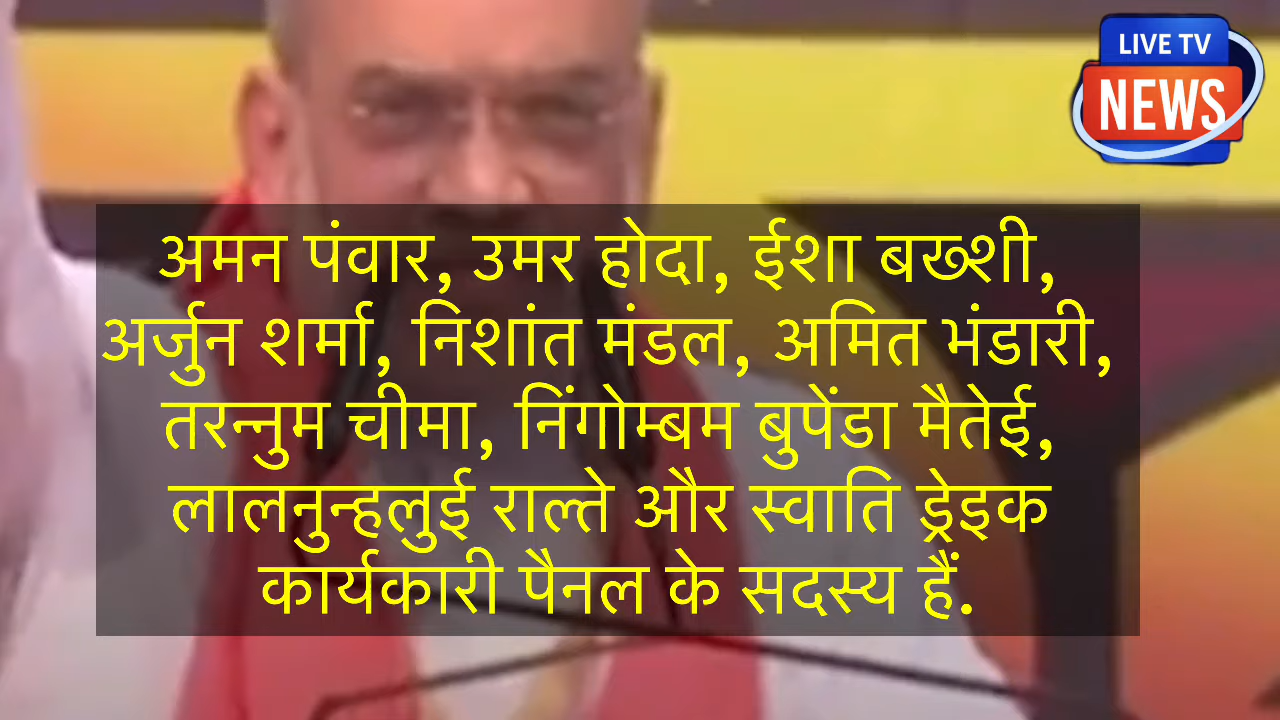 LIVE TV
NEWS
अमन पंवार, उमर होदा, ईशा बख्शी,
अर्जुन शर्मा, निशांत मंडल, अमित भंडारी,
तरन्नुम चीमा, निंगोम्बम बुपेंडा मैतेई,
लालनुन्हलुई राल्ते और स्वाति ड्रेइक
कार्यकारी पैनल के सदस्य हैं.